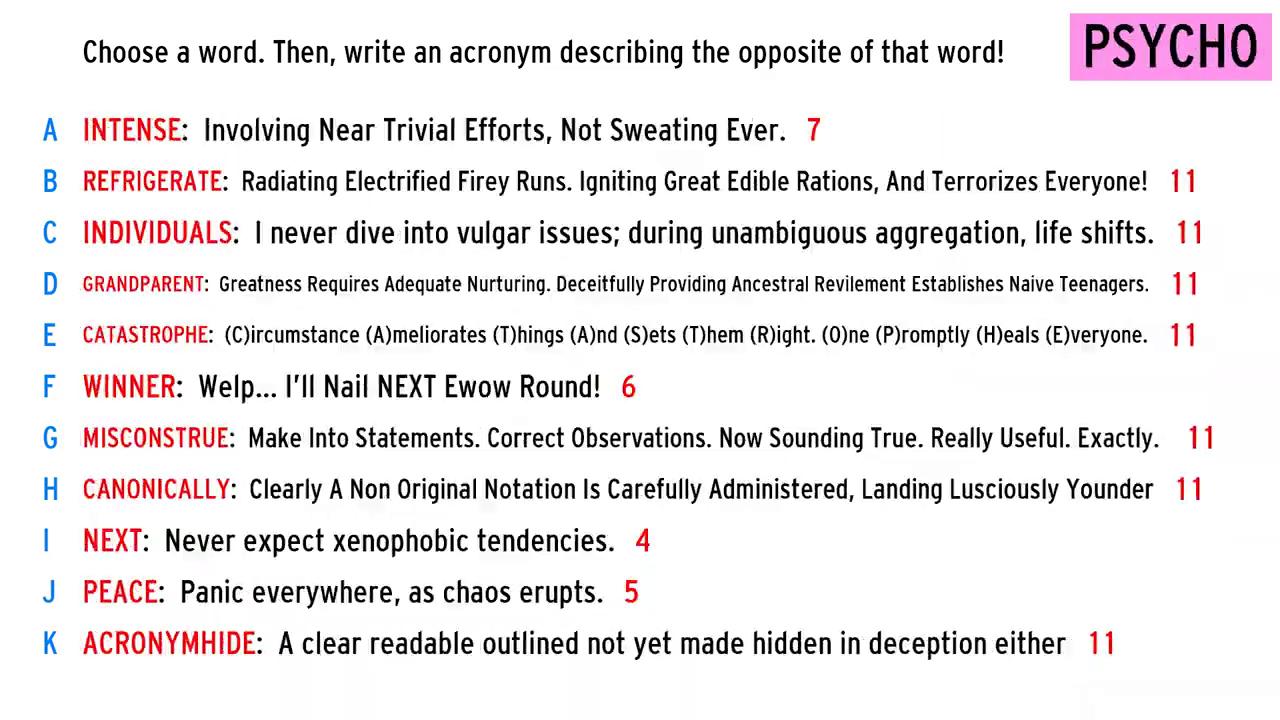 Choose a word. Then, write an acronym describing the opposite of that word!
PSYCHO
A INTENSE: Involving Near Trivial Efforts, Not Sweating Ever. 7
B REFRIGERATE: Radiating Electrified Firey Runs. Igniting Great Edible Rations, And Terrorizes Everyone! 11
C INDIVIDUALS: I never dive into vulgar issues; during unambiguous aggregation, life shifts. 11
D GRANDPARENT: Greatness Requires Adequate Nurturing. Deceitfully Providing Ancestral Revilement Establishes Naive Teenagers. 11
E CATASTROPHE: (C)ircumstance (A)meliorates (T)hings (A)nd (S)ets (T)hem (R)ight. (O)ne (P)romptly (H)eals (E)veryone. 11
F WINNER: Welp... I'll Nail NEXT Ewow Round! 6
G MISCONSTRUE: Make Into Statements. Correct Observations. Now Sounding True. Really Useful. Exactly. 11
H CANONICALLY: Clearly A Non Original Notation Is Carefully Administered, Landing Lusciously Younder 11
I NEXT: Never expect xenophobic tendencies. 4
J PEACE: Panic everywhere, as chaos erupts. 5
K ACRONYMHIDE: A clear readable outlined not yet made hidden in deception either 11